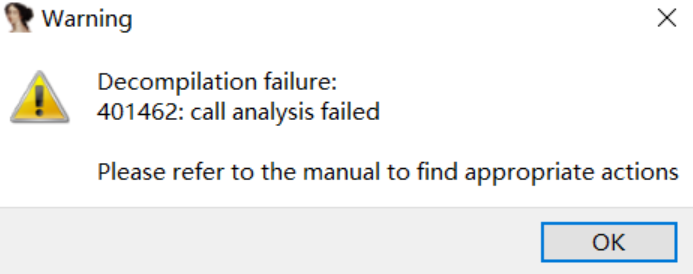 Warning
Decompilation failure:
401462: call analysis failed
Please refer to the manual to find appropriate actions
OK